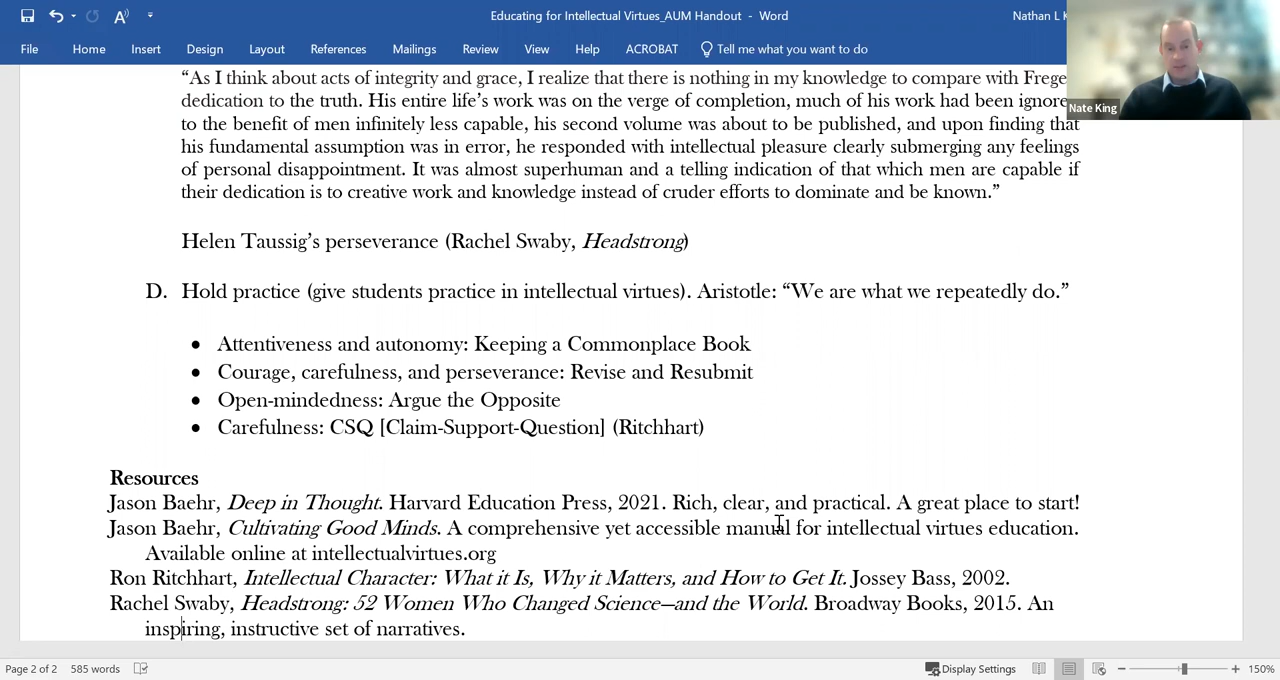 Educating for Intellectual Virtues_AUM Handout - Word
Nathan L
File Home Insert Design Layout References Mailings Review View Help ACROBAT Tell me what you want to do
Nate King
“As I think about acts of integrity and grace, I realize that there is nothing in my knowledge to compare with Frege
dedication to the truth. His entire life’s work was on the verge of completion, much of his work had been ignore
to the benefit of men infinitely less capable, his second volume was about to be published, and upon finding that
his fundamental assumption was in error, he responded with intellectual pleasure clearly submerging any feelings
of personal disappointment. It was almost superhuman and a telling indication of that which men are capable if
their dedication is to creative work and knowledge instead of cruder efforts to dominate and be known.”
Helen Taussig’s perseverance (Rachel Swaby, Headstrong)
D. Hold practice (give students practice in intellectual virtues). Aristotle: “We are what we repeatedly do.”
• Attentiveness and autonomy: Keeping a Commonplace Book
• Courage, carefulness, and perseverance: Revise and Resubmit
• Open-mindedness: Argue the Opposite
• Carefulness: CSQ [Claim-Support-Question] (Ritchhart)
Resources
Jason Baehr, Deep in Thought. Harvard Education Press, 2021. Rich, clear, and practical. A great place to start!
Jason Baehr, Cultivating Good Minds. A comprehensive yet accessible manual for intellectual virtues education.
Available online at intellectualvirtues.org
Ron Ritchhart, Intellectual Character: What it Is, Why it Matters, and How to Get It. Jossey Bass, 2002.
Rachel Swaby, Headstrong: 52 Women Who Changed Science—and the World. Broadway Books, 2015. An
inspiring, instructive set of narratives.
Page 2 of 2 585 words Display Settings 150%